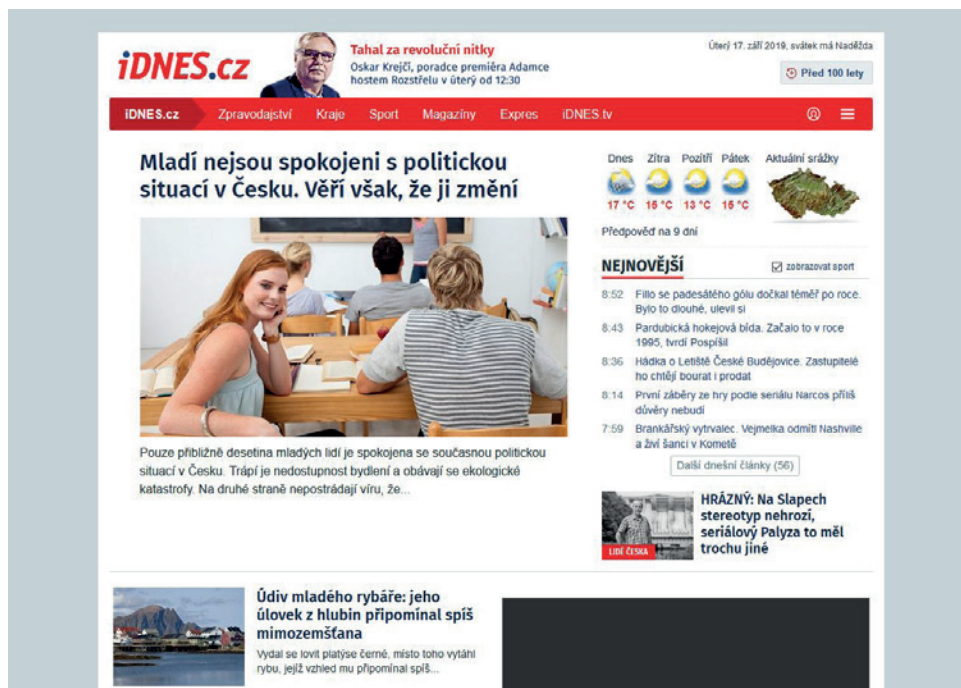 iDNES.cz
Tahal za revoluční nitky
Oskar Krejčí, poradce premiéra Adamce
hostem Rozstřelu v úterý od 12:30
Úterý 17. září 2019, svátek má Naděžda
Před 100 lety
iDNES.cz Zpravodajství Kraje Sport Magazíny Expres iDNES.tv
Mladí nejsou spokojeni s politickou
situací v Česku. Věří však, že ji změní
Pouze přibližně desetina mladých lidí je spokojena se současnou politickou
situací v Česku. Trápí je nedostupnost bydlení a obávají se ekologické
katastrofy. Na druhé straně nepostrádají víru, že...
Dnes Zítra Pozítří Pátek Aktuální srážky
17 °C 15 °C 13 °C 15 °C
Předpověď na 9 dní
NEJNOVĚJŠÍ zobrazovat sport
8:52 Fillo se padesátého gólu dočkal téměř po roce.
Bylo to dlouhé, ulevil si
8:43 Pardubická hokejová bída. Začalo to v roce
1995, tvrdí Pospíšil
8:36 Hádka o Letiště České Budějovice. Zastupitelé
ho chtějí bourat i prodat
8:14 První záběry ze hry podle seriálu Narcos příliš
důvěry nebudí
7:59 Brankářský vytrvalec. Vejmelka odmítl Nashville
a živí šanci v Kometě
Další dnešní články (56)
LIDÉ ČESKA
HRÁZNÝ: Na Slapech
stereotyp nehrozí,
seriálový Palyza to měl
trochu jiné
Údiv mladého rybáře: jeho
úlovek z hlubin připomínal spíš
mimozemšťana
Vydal se lovit platýse černé, místo toho vytáhl
rybu, jejíž vzhled mu připomínal spíš...